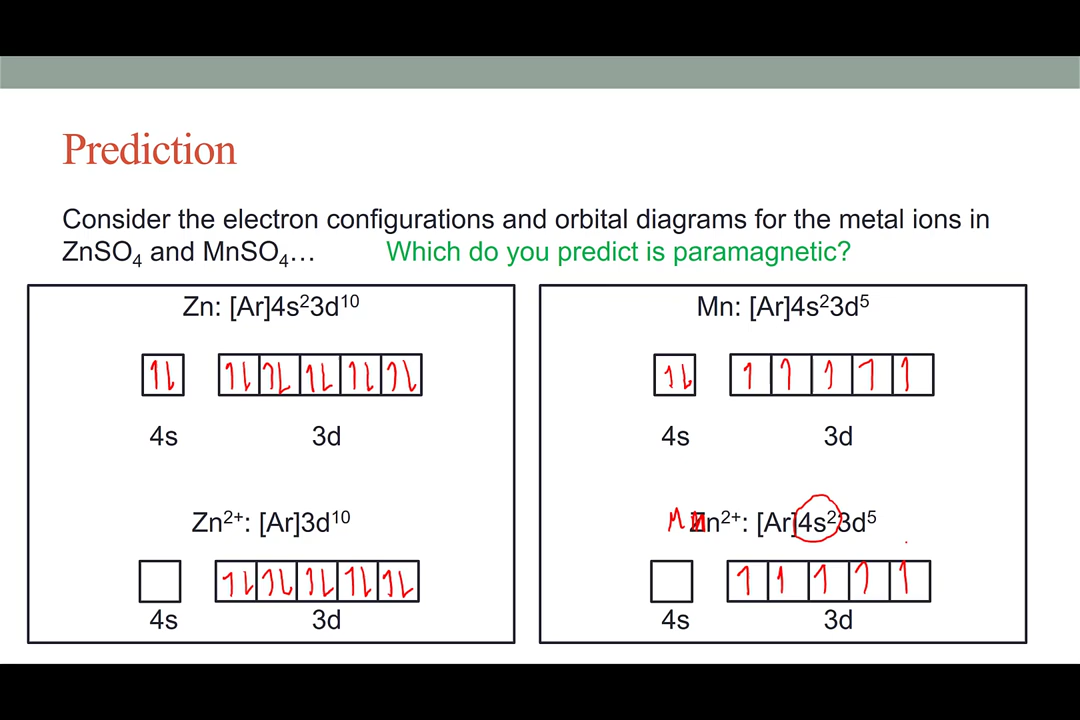 Prediction
Consider the electron configurations and orbital diagrams for the metal ions in
ZnSO₄ and MnSO₄… Which do you predict is paramagnetic?
Zn: [Ar]4s²3d¹⁰
4s 3d
Zn²⁺: [Ar]3d¹⁰
4s 3d
Mn: [Ar]4s²3d⁵
4s 3d
M Zn²⁺: [Ar]4s²3d⁵
4s 3d